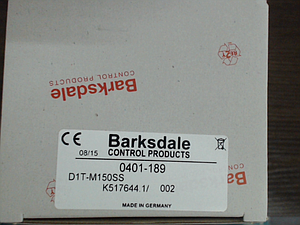 RESY
Barksdale
CONTROL PRODUCTS
CE
08/15
Barksdale
CONTROL PRODUCTS
0401-189
D1T-M150SS
K517644.1/ 002
MADE IN GERMANY